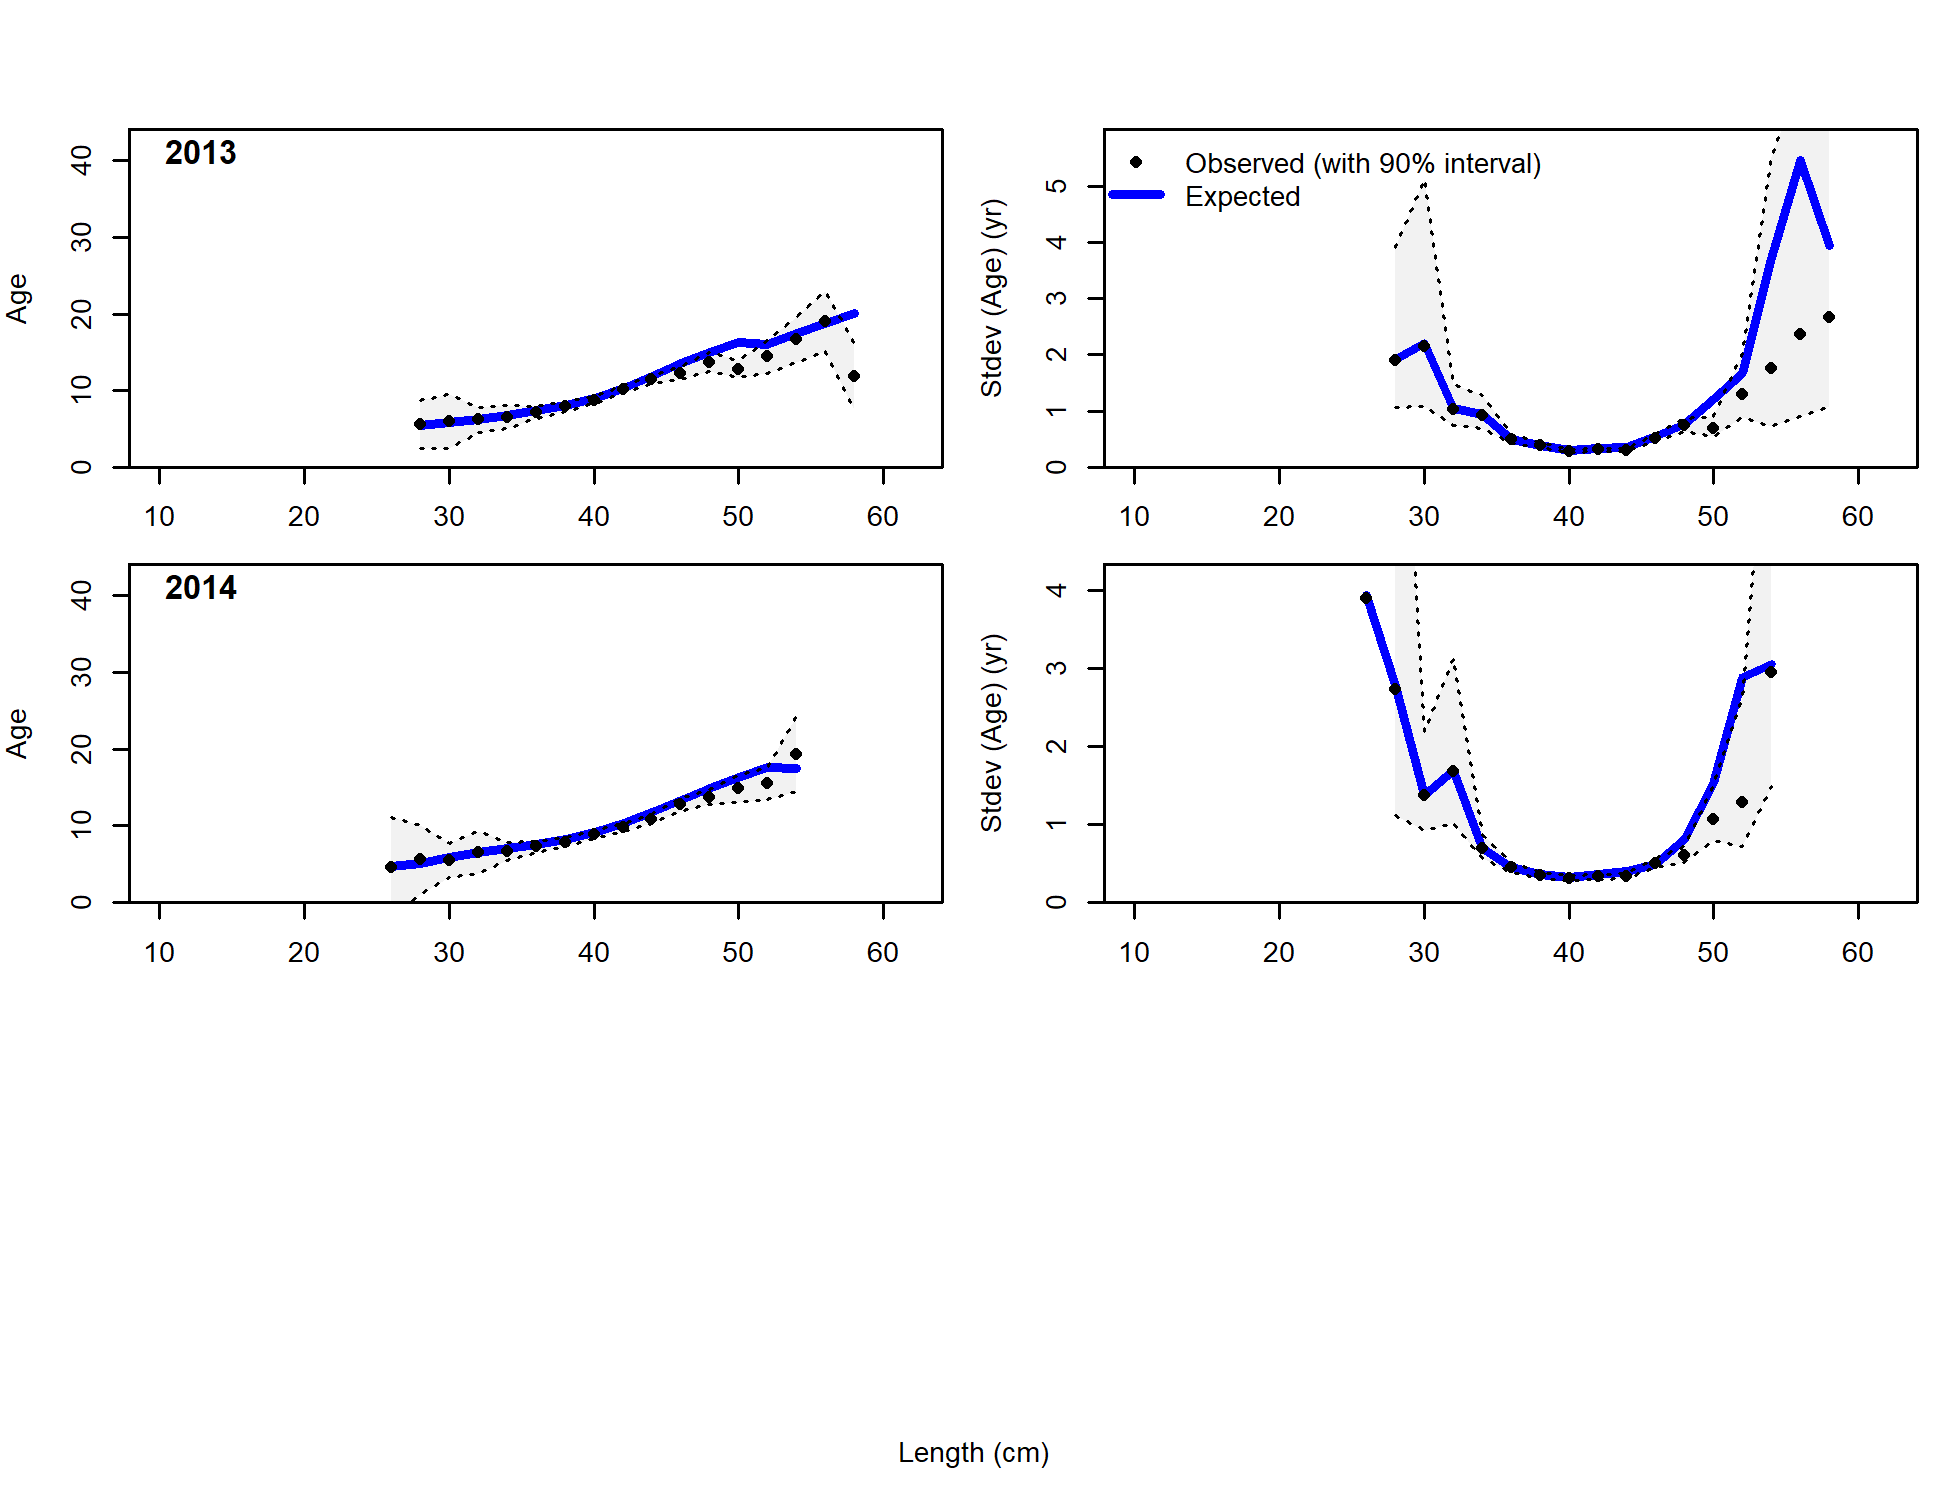 2013
Age
0 10 20 30 40
10 20 30 40 50 60
Observed (with 90% interval)
Expected
Stdev (Age) (yr)
0 1 2 3 4 5
10 20 30 40 50 60
2014
Age
0 10 20 30 40
10 20 30 40 50 60
Stdev (Age) (yr)
0 1 2 3 4
10 20 30 40 50 60
Length (cm)